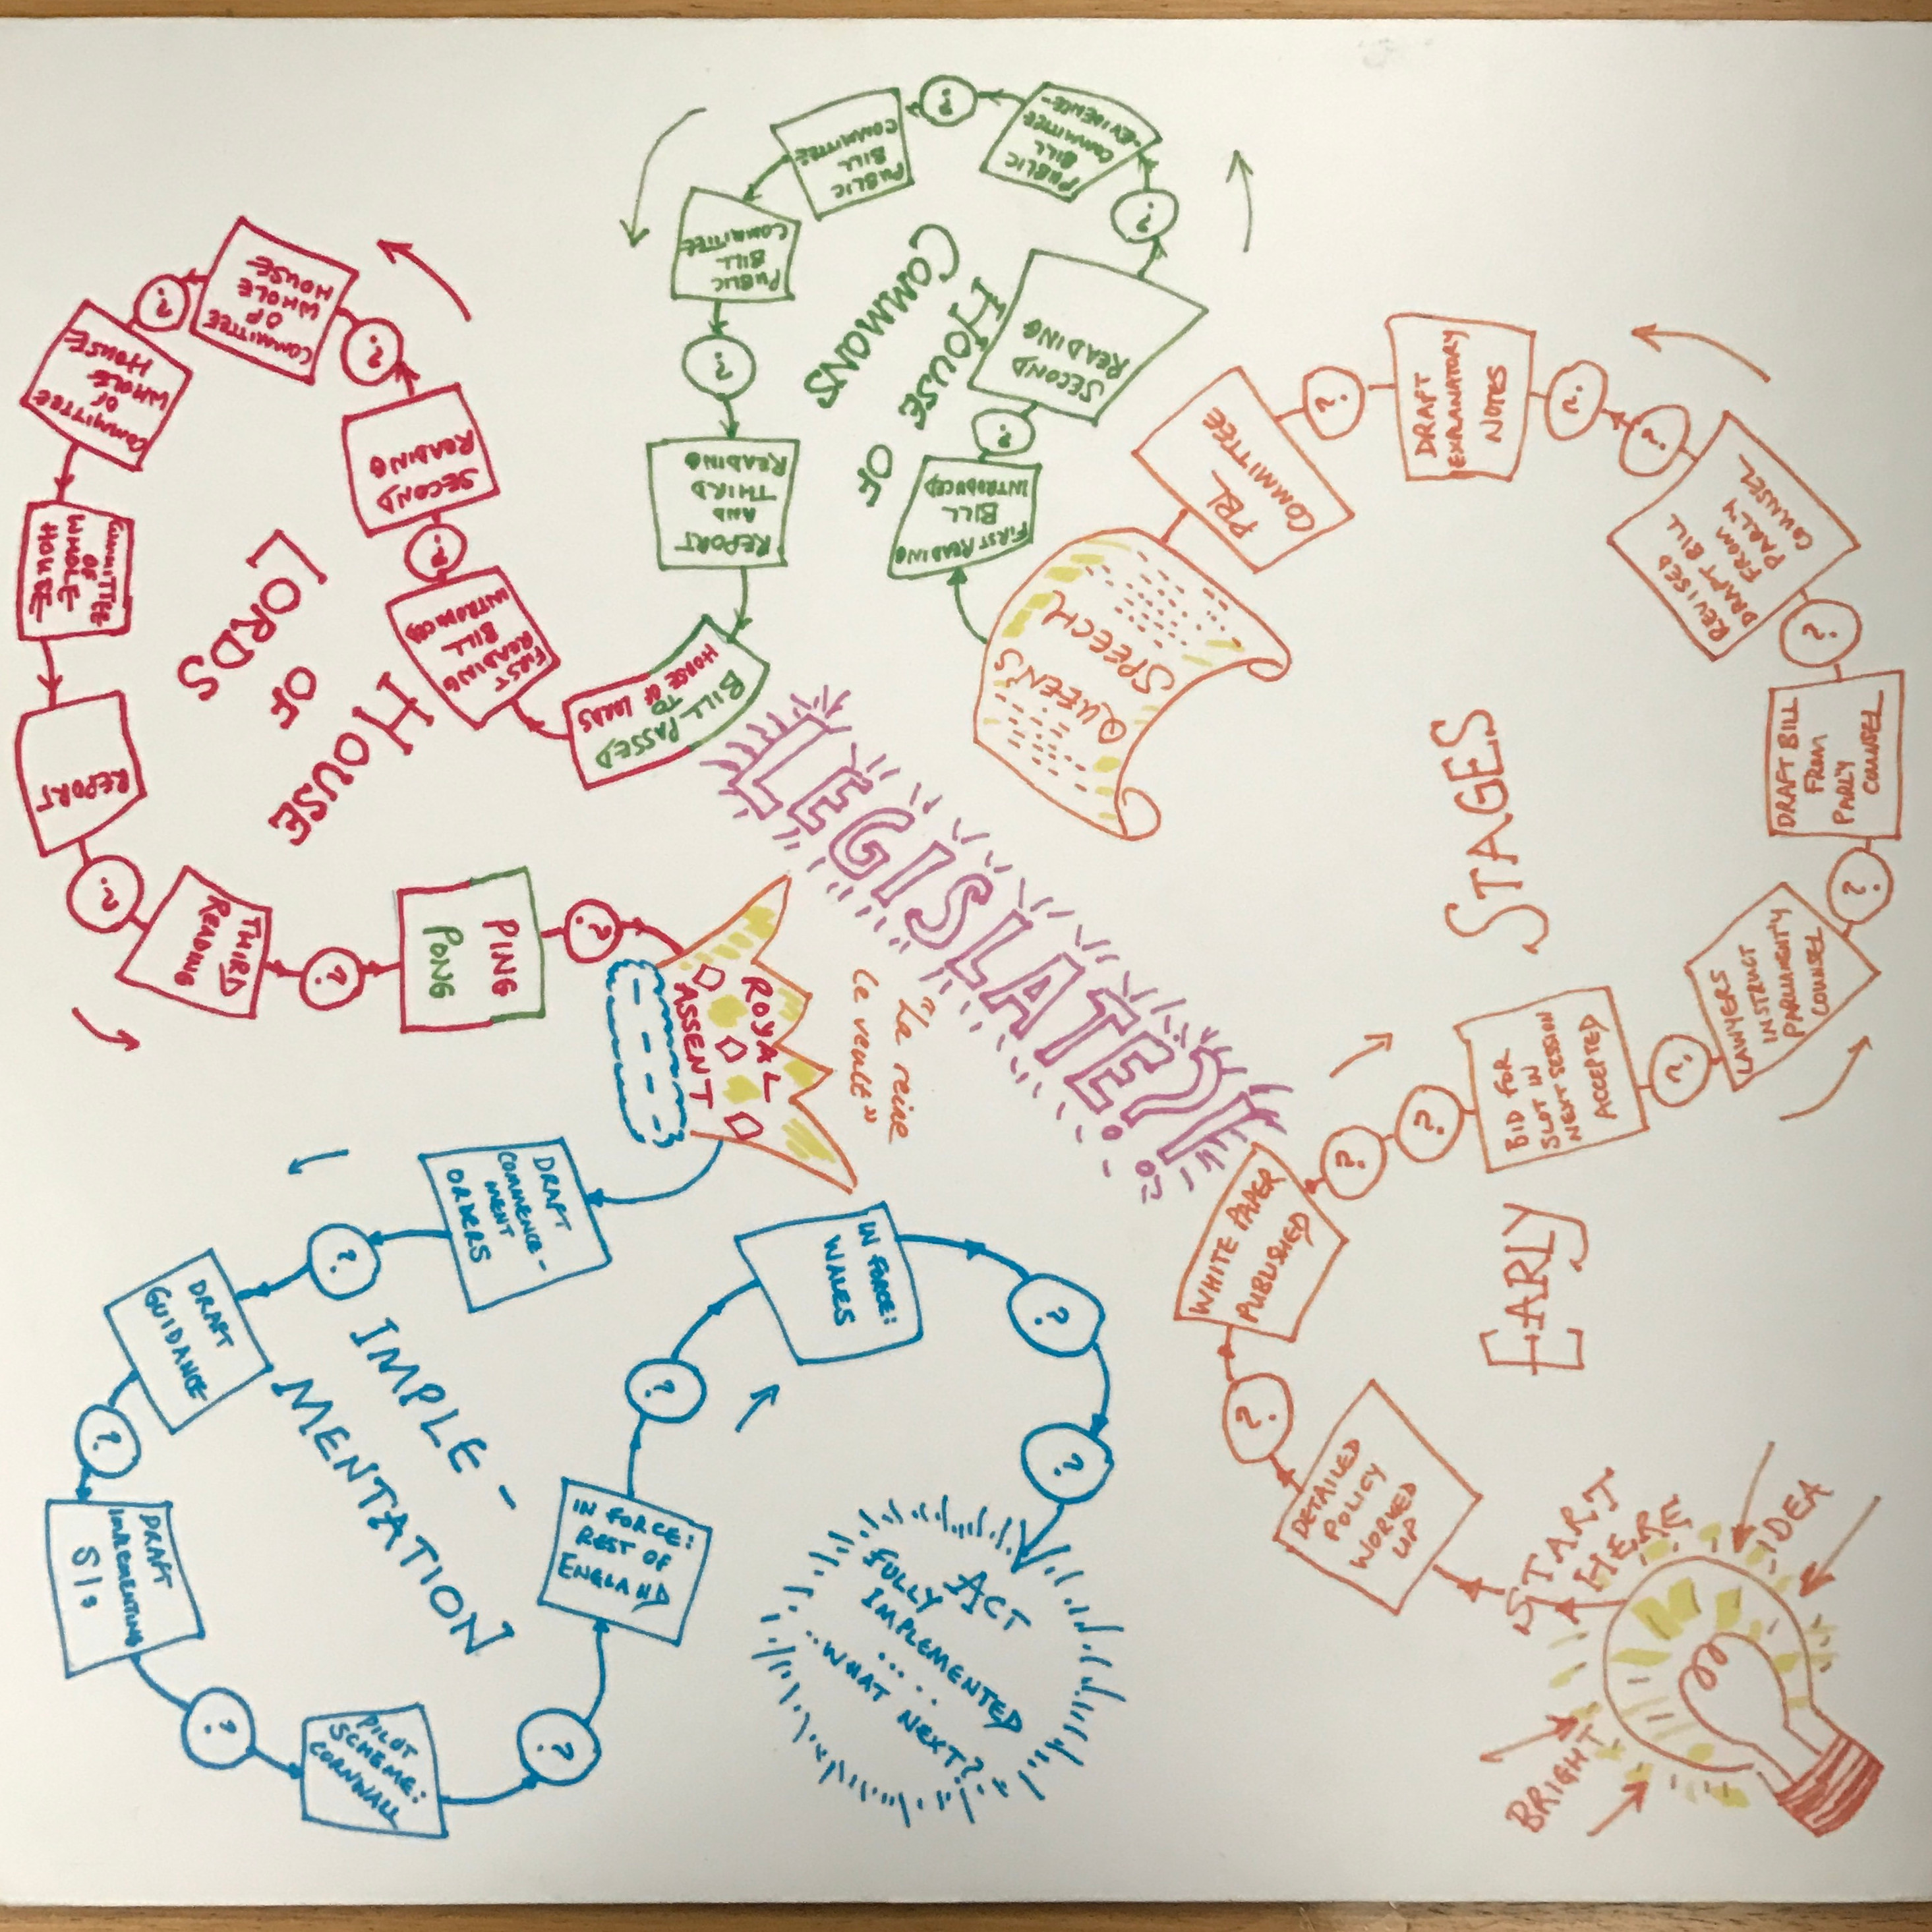 LEGISLATE?!
START
HERE
BRIGHT
IDEA
EARLY
STAGES
DETAILED
POLICY
WORKED
UP
?
WHITE PAPER
PUBLISHED
?
?
BID FOR
SLOT IN
NEXT SESSION
ACCEPTED
?
LAWYERS
INSTRUCT
PARLIAMENTY
COUNSEL
?
DRAFT BILL
FROM
PARLY
COUNSEL
?
REVISED
DRAFT BILL
FROM
PARLY
COUNSEL
?
?
DRAFT
EXPLANATORY
NOTES
?
PBL
COMMITTEE
QUEEN'S
SPEECH
HOUSE
OF
COMMONS
FIRST READING
BILL
INTRODUCED
?
SECOND
READING
?
PUBLIC
BILL
COMMITTEE
-EVIDENCE-
?
PUBLIC
BILL
COMMITTEE
PUBLIC
BILL
COMMITTEE
?
REPORT
AND
THIRD
READING
BILL PASSED
TO
HOUSE OF LORDS
HOUSE
OF
LORDS
FIRST
READING
BILL
INTRODUCED
?
SECOND
READING
?
COMMITTEE
OF
WHOLE
HOUSE
?
COMMITTEE
OF
WHOLE
HOUSE
COMMITTEE
OF
WHOLE
HOUSE
REPORT
?
THIRD
READING
?
PING
PONG
?
ROYAL
ASSENT
"La reine
le veult"
IMPLE-
MENTATION
DRAFT
COMMENCE-
MENT
ORDERS
?
DRAFT
GUIDANCE
?
DRAFT
IMPLEMENTING
SIs
?
PILOT
SCHEME:
CORNWALL
?
IN FORCE:
REST OF
ENGLAND
?
IN FORCE:
WALES
?
?
ACT
FULLY
IMPLEMENTED
.....
..WHAT NEXT?